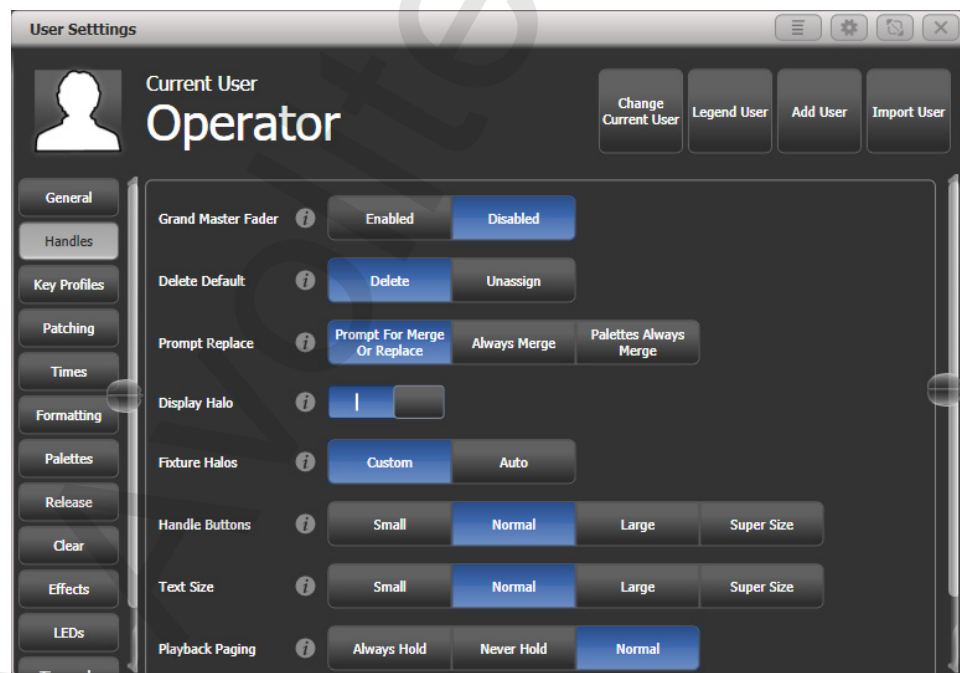 User Setttings
Current User
Operator
Change
Current User
Legend User
Add User
Import User
General
Handles
Key Profiles
Patching
Times
Formatting
Palettes
Release
Clear
Effects
LEDs
Grand Master Fader
Enabled
Disabled
Delete Default
Delete
Unassign
Prompt Replace
Prompt For Merge
Or Replace
Always Merge
Palettes Always
Merge
Display Halo
Fixture Halos
Custom
Auto
Handle Buttons
Small
Normal
Large
Super Size
Text Size
Small
Normal
Large
Super Size
Playback Paging
Always Hold
Never Hold
Normal